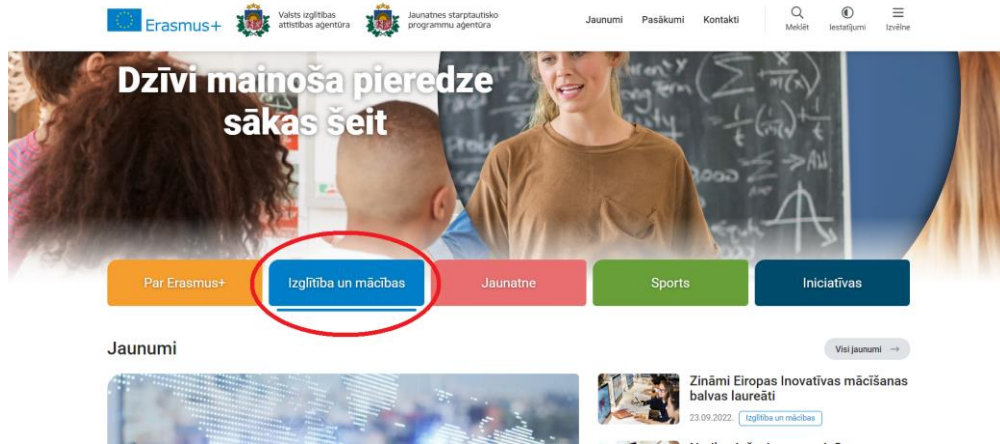 Erasmus+
Valsts izglītības
attīstības aģentūra
Jaunatnes starptautisko
programmu aģentūra
Jaunumi Pasākumi Kontakti
Meklēt Iestatījumi Izvēlne
Dzīvi mainoša pieredze
sākas šeit
Par Erasmus+ Izglītība un mācības Jaunatne Sports Iniciatīvas
Jaunumi
Visi jaunumi →
Zināmi Eiropas Inovatīvas mācīšanas
balvas laureāti
23.09.2022. Izglītība un mācības